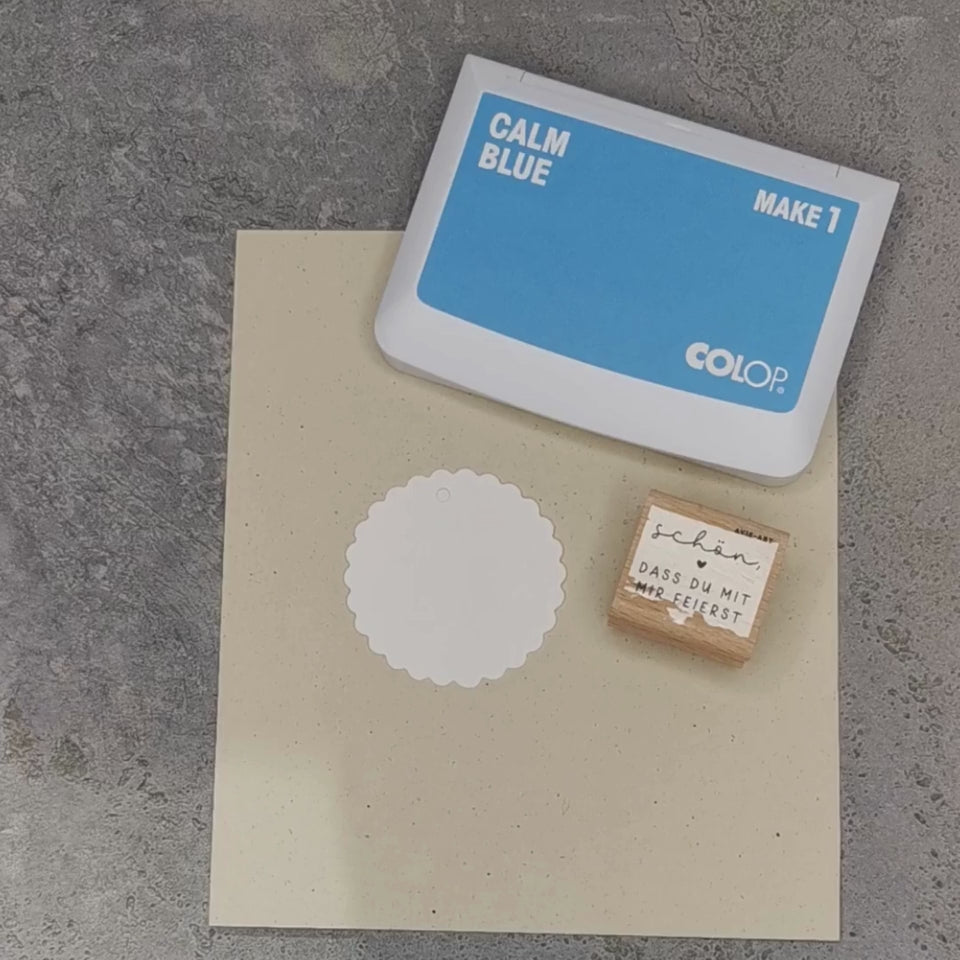 CALM
BLUE
MAKE 1
COLOP
schön,
DASS DU MIT
MIR FEIERST